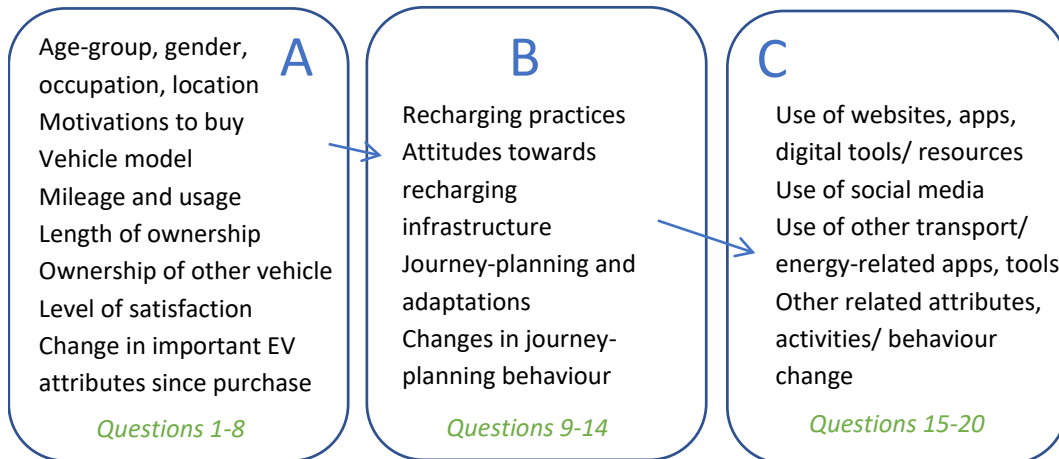 A
Age-group, gender,
occupation, location
Motivations to buy
Vehicle model
Mileage and usage
Length of ownership
Ownership of other vehicle
Level of satisfaction
Change in important EV
attributes since purchase
Questions 1-8
B
Recharging practices
Attitudes towards
recharging
infrastructure
Journey-planning and
adaptations
Changes in journey-
planning behaviour
Questions 9-14
C
Use of websites, apps,
digital tools/ resources
Use of social media
Use of other transport/
energy-related apps, tools
Other related attributes,
activities/ behaviour
change
Questions 15-20